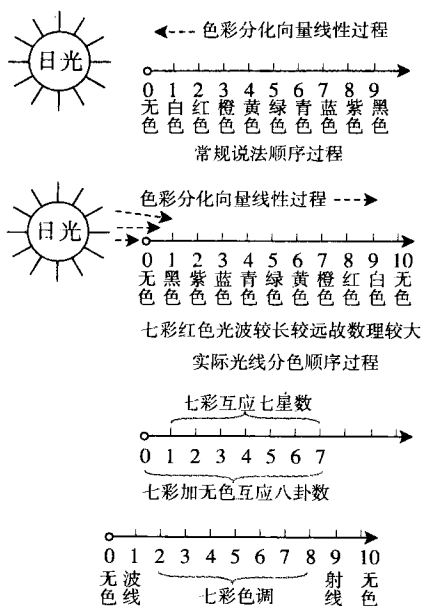 色彩分化向量线性过程
日光
0 1 2 3 4 5 6 7 8 9
无色 白色 红色 橙色 黄色 绿色 青色 蓝色 紫色 黑色
常规说法顺序过程
色彩分化向量线性过程
日光
0 1 2 3 4 5 6 7 8 9 10
无色 黑色 紫色 蓝色 青色 绿色 黄色 橙色 红色 白色 无色
七彩红色光波较长较远故数理较大
实际光线分色顺序过程
七彩互应七星数
0 1 2 3 4 5 6 7
七彩加无色互应八卦数
0 1 2 3 4 5 6 7 8 9 10
无色 波线 七彩色调 射线 无色